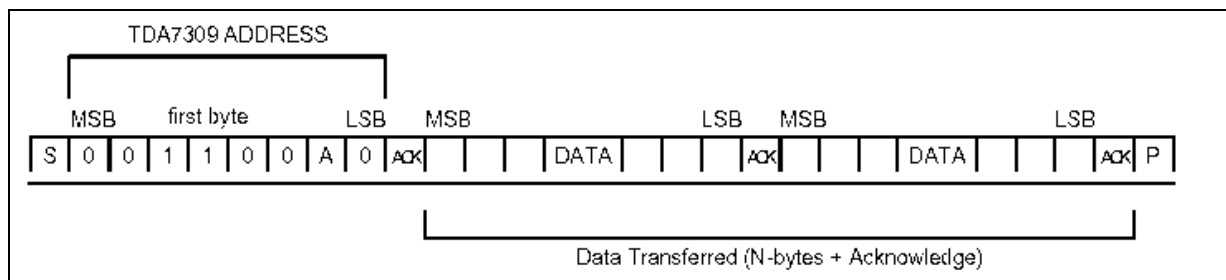 TDA7309 ADDRESS
MSB first byte LSB MSB LSB MSB LSB
S 0 0 1 1 0 0 A 0 ACK DATA ACK DATA ACK P
Data Transferred (N-bytes + Acknowledge)